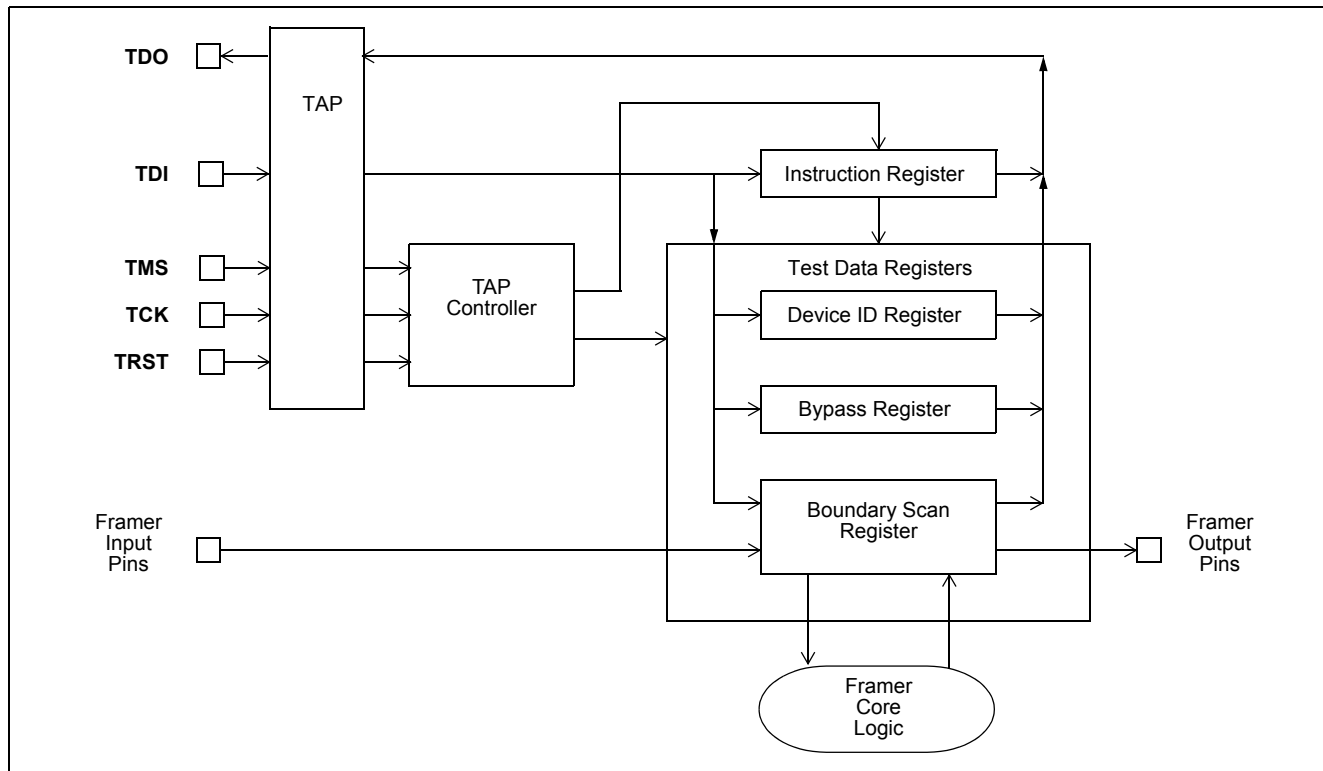 TDO
TAP
TDI
Instruction Register
TMS
TCK
TRST
TAP
Controller
Test Data Registers
Device ID Register
Bypass Register
Boundary Scan
Register
Framer
Input
Pins
Framer
Output
Pins
Framer
Core
Logic